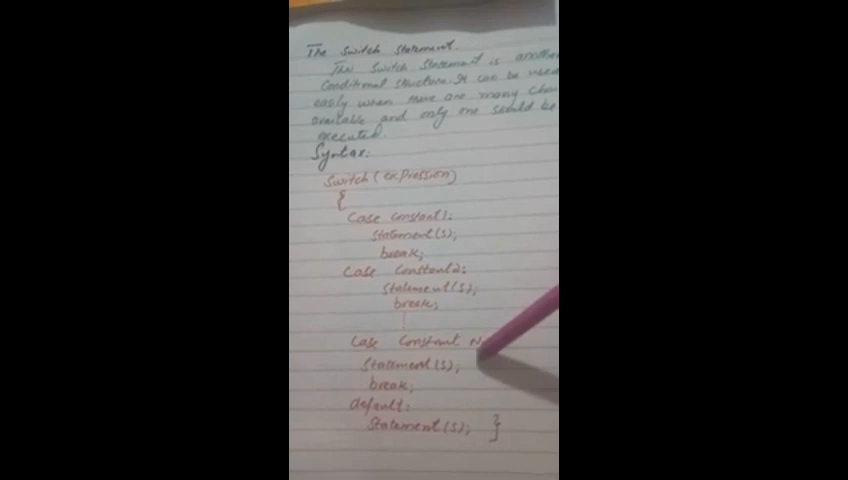 The Switch Statement.
The Switch Statement is another
Conditional structure. It can be used
easily when there are many
available and only one should be
executed.
Syntax:
Switch (expression)
{
Case constant1:
statement(s);
break;
Case Constant2:
Statement(s);
break;
Case Constant N
Statement(s);
break;
default:
Statement(s); }